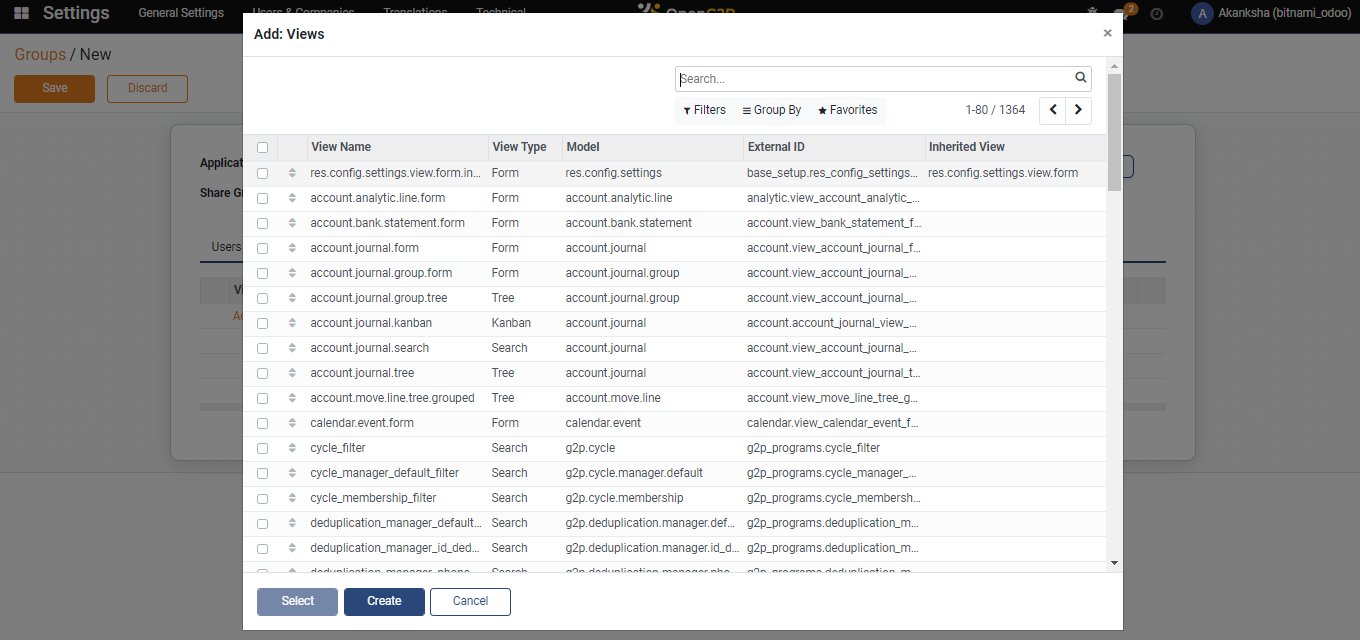 Settings General Settings Users & Companies Translations Technical OpenG2P 2 A Akanksha (bitnami_odoo)
Groups / New
Save Discard
Add: Views ×
Search...
Filters Group By Favorites 1-80 / 1364
View Name View Type Model External ID Inherited View
res.config.settings.view.form.in... Form res.config.settings base_setup.res_config_settings... res.config.settings.view.form
account.analytic.line.form Form account.analytic.line analytic.view_account_analytic_...
account.bank.statement.form Form account.bank.statement account.view_bank_statement_f...
account.journal.form Form account.journal account.view_account_journal_f...
account.journal.group.form Form account.journal.group account.view_account_journal_...
account.journal.group.tree Tree account.journal.group account.view_account_journal_...
account.journal.kanban Kanban account.journal account.account_journal_view_...
account.journal.search Search account.journal account.view_account_journal_...
account.journal.tree Tree account.journal account.view_account_journal_t...
account.move.line.tree.grouped Tree account.move.line account.view_move_line_tree_g...
calendar.event.form Form calendar.event calendar.view_calendar_event_f...
cycle_filter Search g2p.cycle g2p_programs.cycle_filter
cycle_manager_default_filter Search g2p.cycle.manager.default g2p_programs.cycle_manager_...
cycle_membership_filter Search g2p.cycle.membership g2p_programs.cycle_membersh...
deduplication_manager_default... Search g2p.deduplication.manager.def... g2p_programs.deduplication_m...
deduplication_manager_id_ded... Search g2p.deduplication.manager.id_d... g2p_programs.deduplication_m...
deduplication_manager_phone... Search g2p.deduplication.manager.pho... g2p_programs.deduplication_m...
Applicat
Share Gr
Users
Select Create Cancel